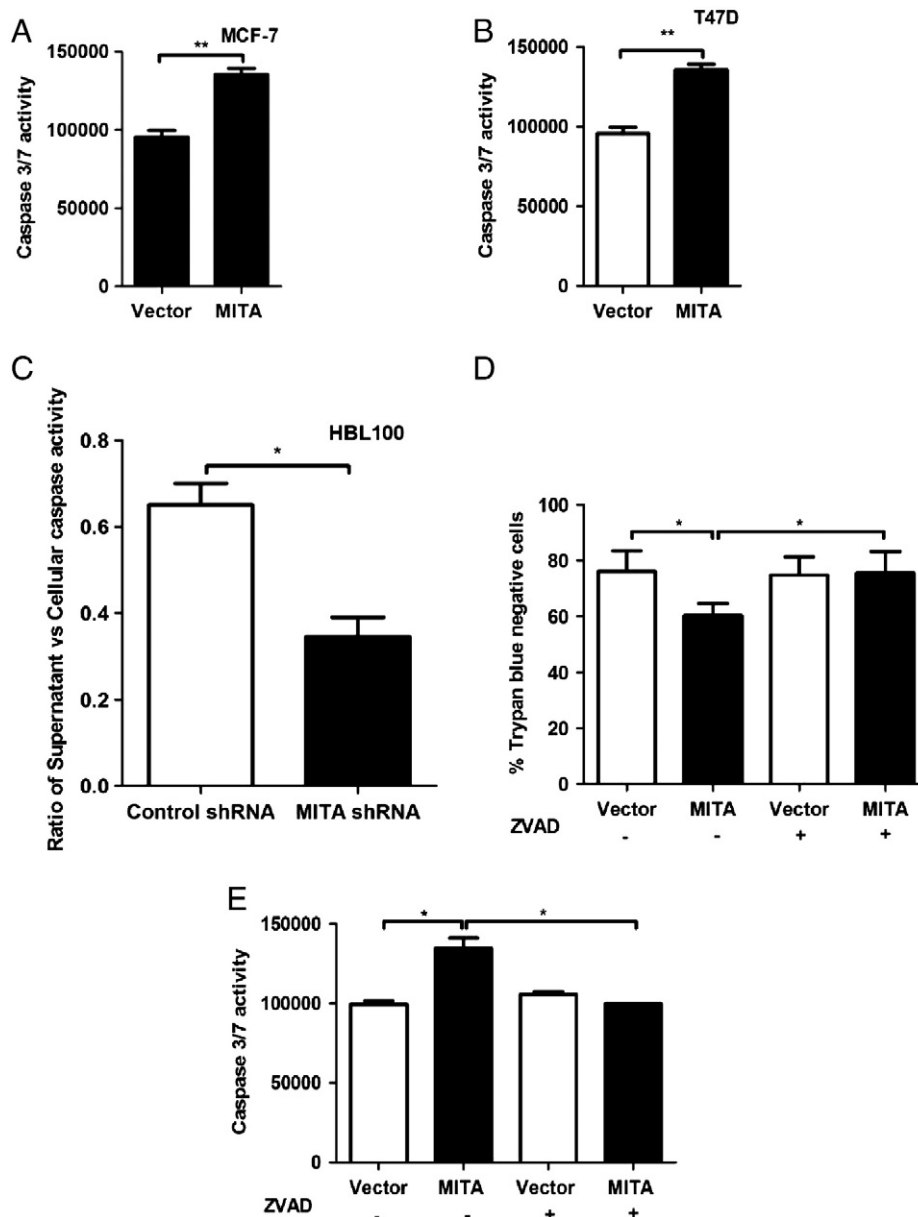 A
MCF-7
**
Caspase 3/7 activity
150000
100000
50000
0
Vector MITA
B
T47D
**
Caspase 3/7 activity
150000
100000
50000
0
Vector MITA
C
HBL100
*
Ratio of Supernatant vs Cellular caspase activity
0.8
0.6
0.4
0.2
0.0
Control shRNA MITA shRNA
D
* *
% Trypan blue negative cells
100
80
60
40
20
0
Vector MITA Vector MITA
ZVAD - - + +
E
* *
Caspase 3/7 activity
150000
100000
50000
0
Vector MITA Vector MITA
ZVAD - - + +